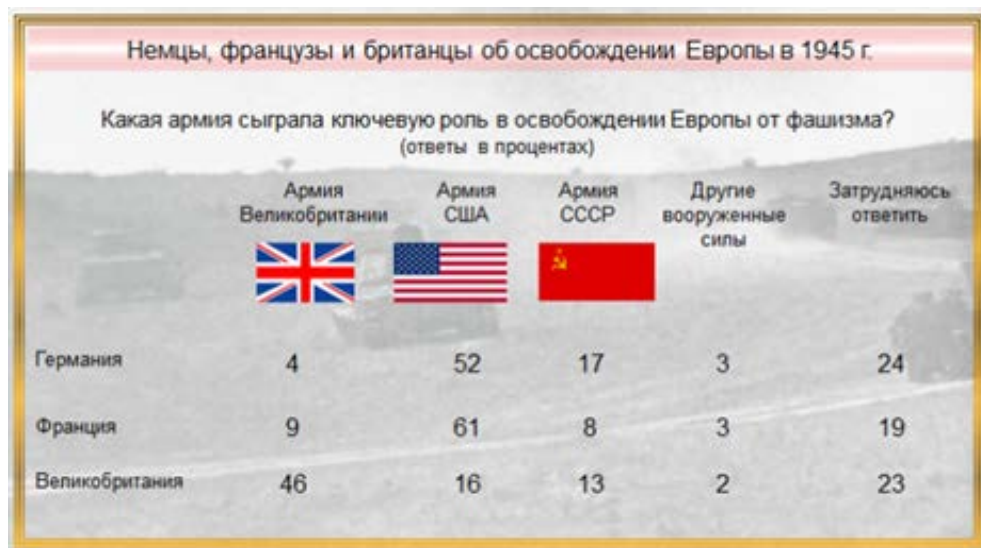 Немцы, французы и британцы об освобождении Европы в 1945 г.
Какая армия сыграла ключевую роль в освобождении Европы от фашизма?
(ответы в процентах)
Армия Великобритании
Армия США
Армия СССР
Другие вооруженные силы
Затрудняюсь ответить
Германия 4 52 17 3 24
Франция 9 61 8 3 19
Великобритания 46 16 13 2 23